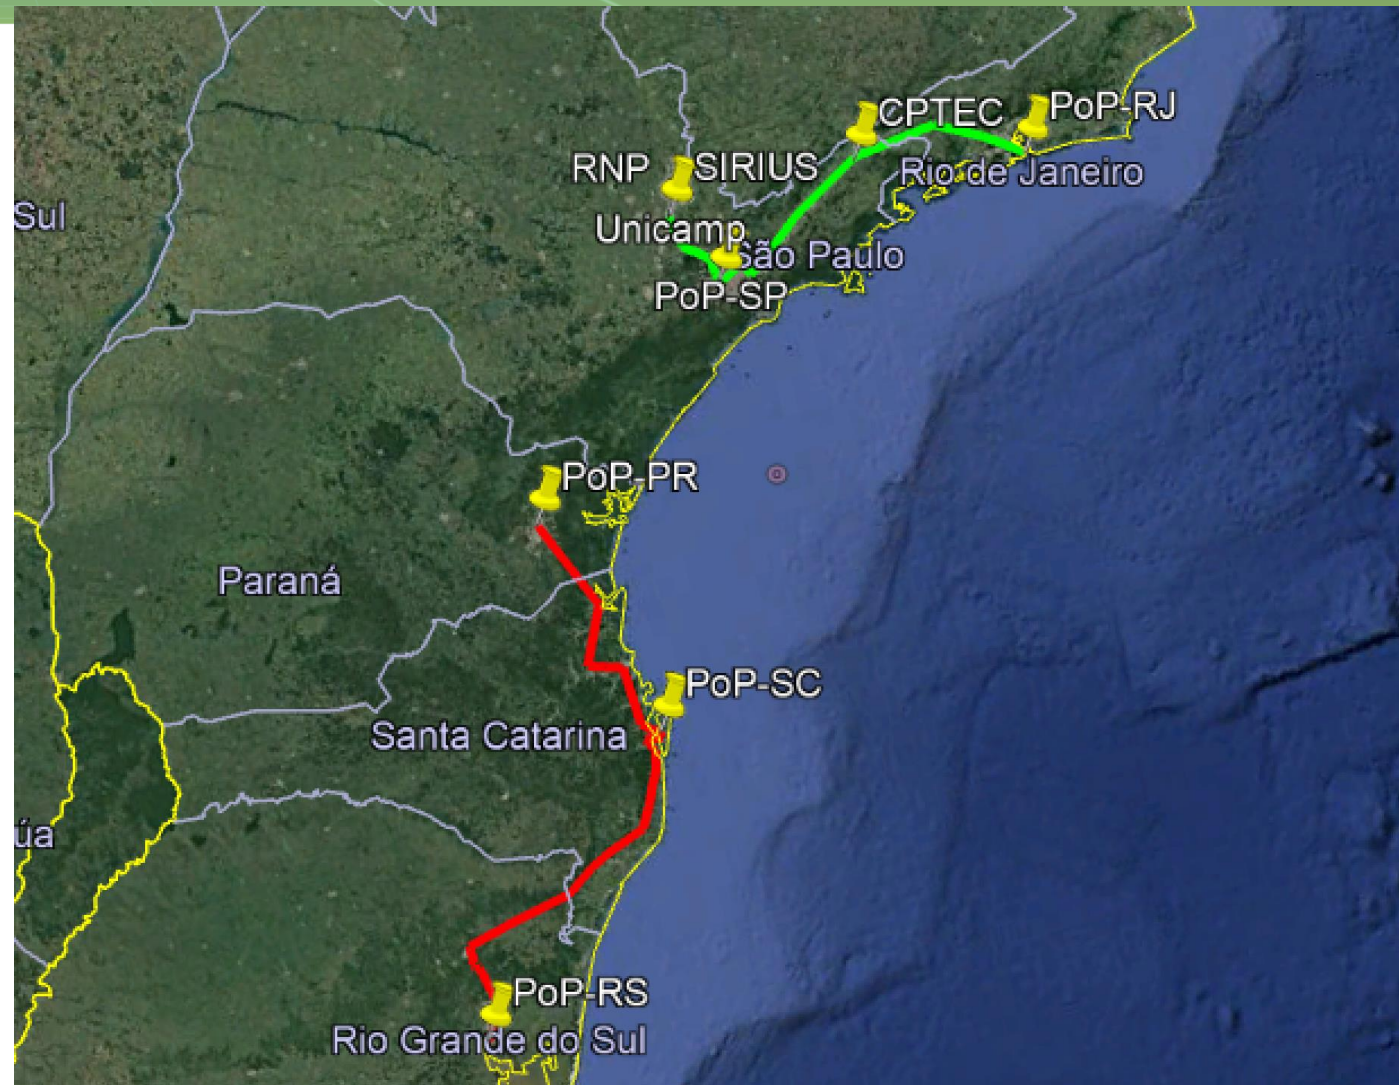 CPTEC
PoP-RJ
RNP
SIRIUS
Rio de Janeiro
Sul
Unicamp
São Paulo
PoP-SP
PoP-PR
Paraná
PoP-SC
Santa Catarina
úa
PoP-RS
Rio Grande do Sul